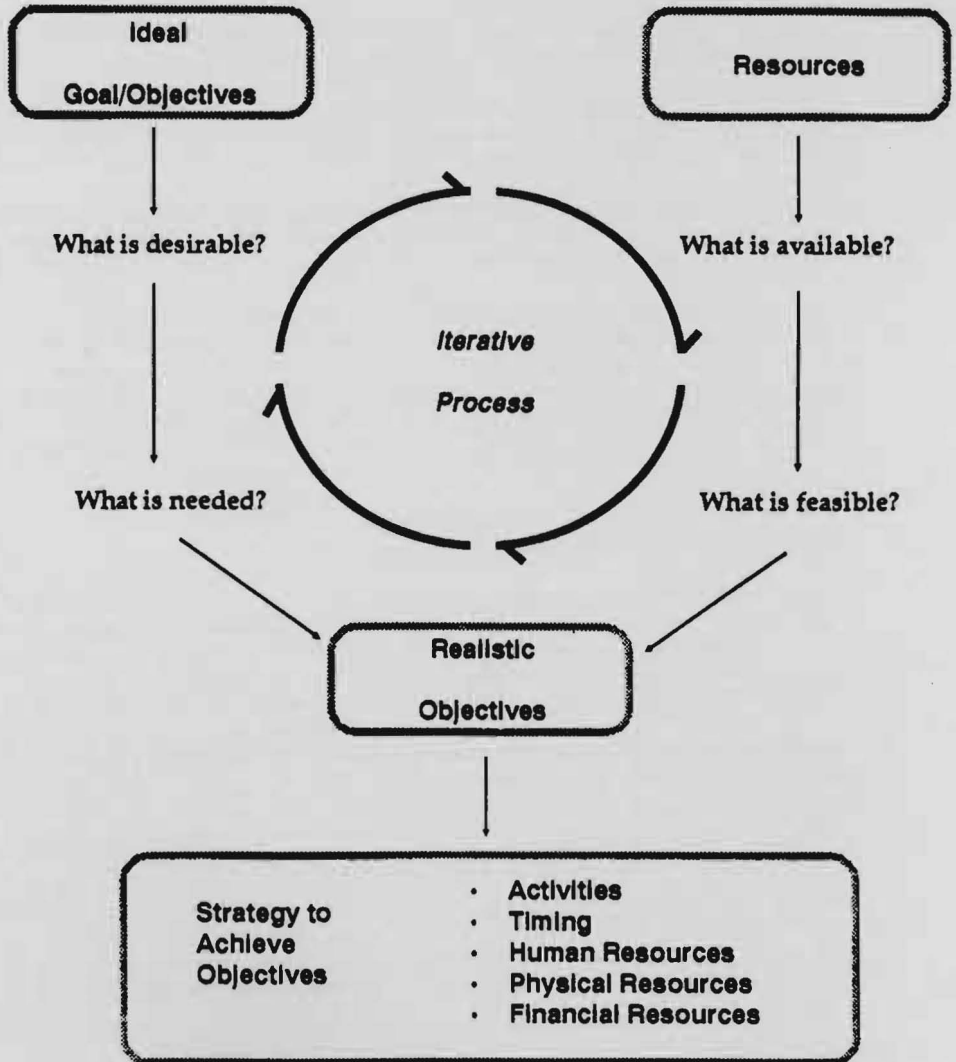 Ideal
Goal/Objectives
Resources
What is desirable?
What is available?
Iterative
Process
What is needed?
What is feasible?
Realistic
Objectives
Strategy to
Achieve
Objectives
· Activities
· Timing
· Human Resources
· Physical Resources
· Financial Resources